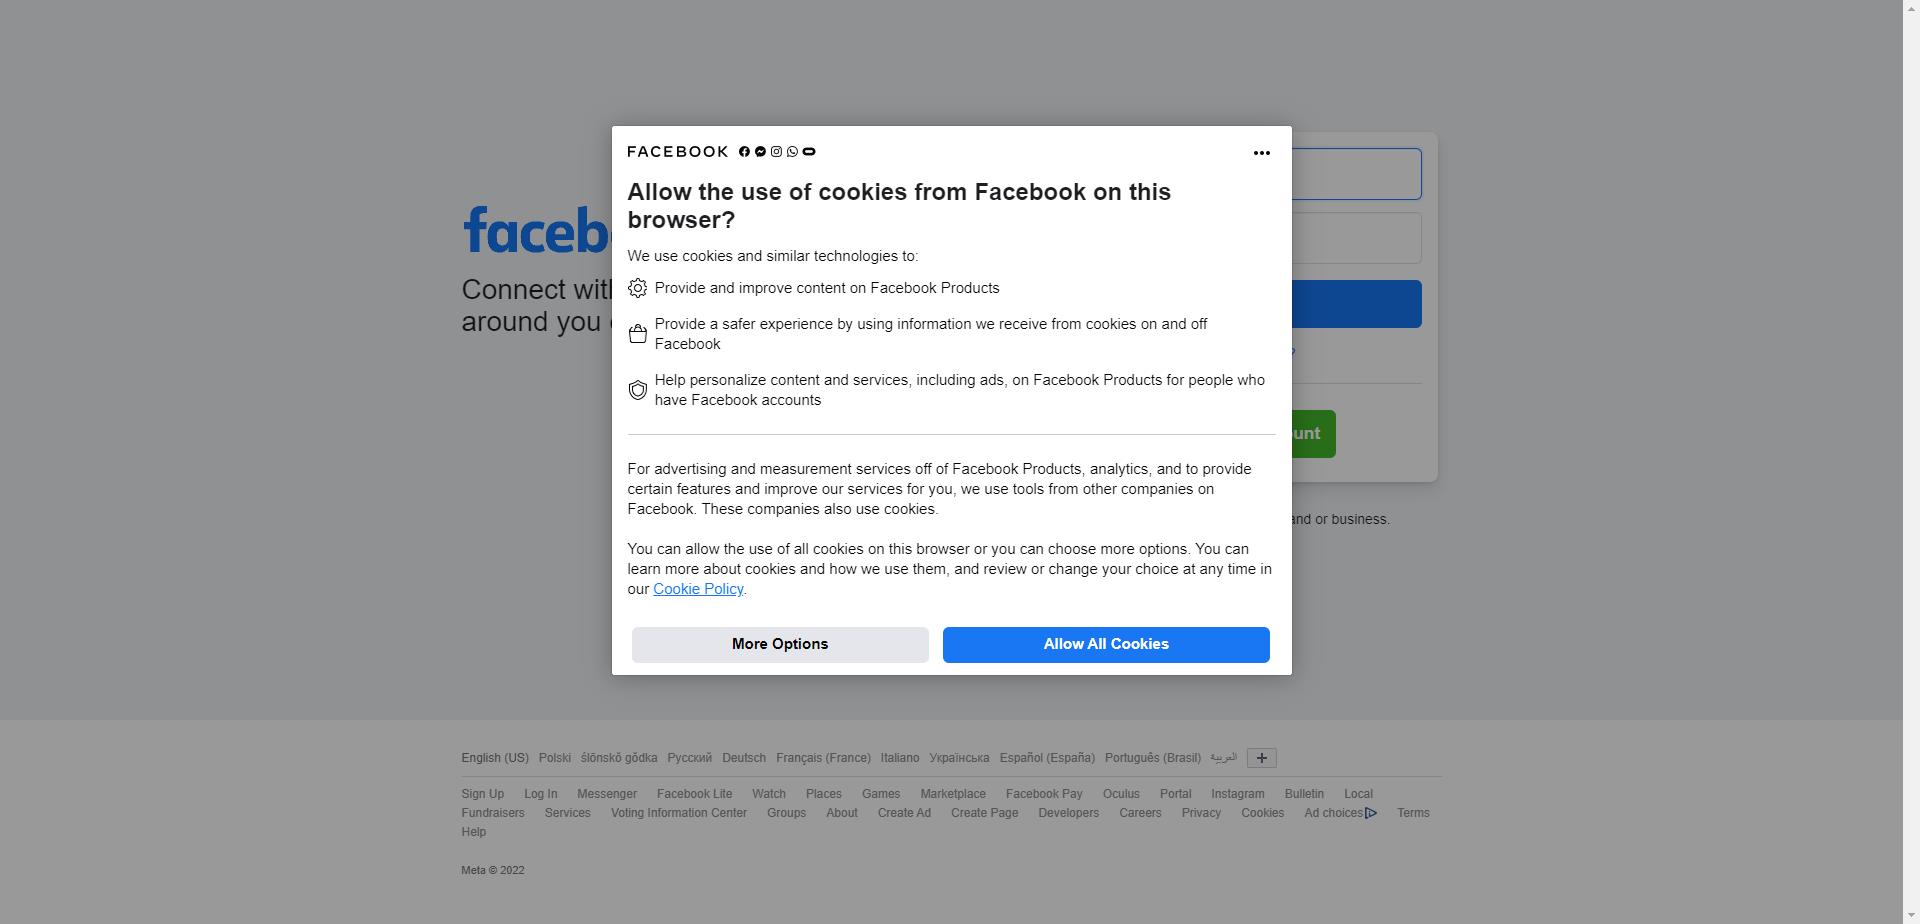 FACEBOOK
Allow the use of cookies from Facebook on this
browser?
We use cookies and similar technologies to:
Provide and improve content on Facebook Products
Provide a safer experience by using information we receive from cookies on and off
Facebook
Help personalize content and services, including ads, on Facebook Products for people who
have Facebook accounts
For advertising and measurement services off of Facebook Products, analytics, and to provide
certain features and improve our services for you, we use tools from other companies on
Facebook. These companies also use cookies.
You can allow the use of all cookies on this browser or you can choose more options. You can
learn more about cookies and how we use them, and review or change your choice at any time in
our Cookie Policy.
More Options
Allow All Cookies
faceb
Connect wit
around you
unt
and or business.
English (US) Polski ślōnskŏ gŏdka Русский Deutsch Français (France) Italiano Українська Español (España) Português (Brasil) العربية +
Sign Up Log In Messenger Facebook Lite Watch Places Games Marketplace Facebook Pay Oculus Portal Instagram Bulletin Local
Fundraisers Services Voting Information Center Groups About Create Ad Create Page Developers Careers Privacy Cookies Ad choices Terms
Help
Meta © 2022